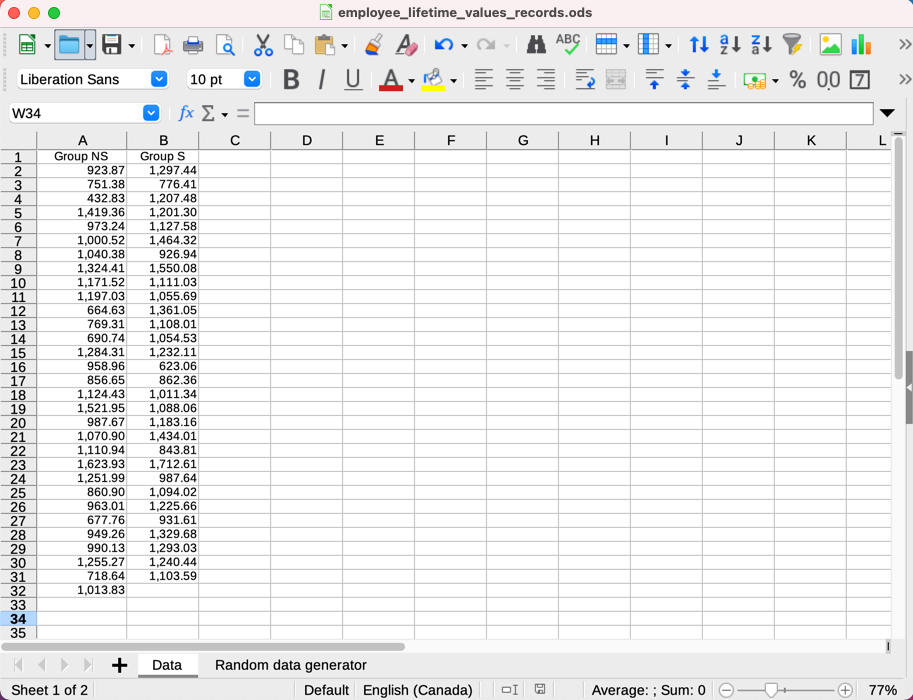 employee_lifetime_values_records.ods
Liberation Sans 10 pt B I U A % 0.0 7
W34 fx Σ =
A B C D E F G H I J K L
1 Group NS Group S
2 923.87 1,297.44
3 751.38 776.41
4 432.83 1,207.48
5 1,419.36 1,201.30
6 973.24 1,127.58
7 1,000.52 1,464.32
8 1,040.38 926.94
9 1,324.41 1,550.08
10 1,171.52 1,111.03
11 1,197.03 1,055.69
12 664.63 1,361.05
13 769.31 1,108.01
14 690.74 1,054.53
15 1,284.31 1,232.11
16 958.96 623.06
17 856.65 862.36
18 1,124.43 1,011.34
19 1,521.95 1,088.06
20 987.67 1,183.16
21 1,070.90 1,434.01
22 1,110.94 843.81
23 1,623.93 1,712.61
24 1,251.99 987.64
25 860.90 1,094.02
26 963.01 1,225.66
27 677.76 931.61
28 949.26 1,329.68
29 990.13 1,293.03
30 1,255.27 1,240.44
31 718.64 1,103.59
32 1,013.83
33
34
35
Data Random data generator
Sheet 1 of 2 Default English (Canada) Average: ; Sum: 0 77%